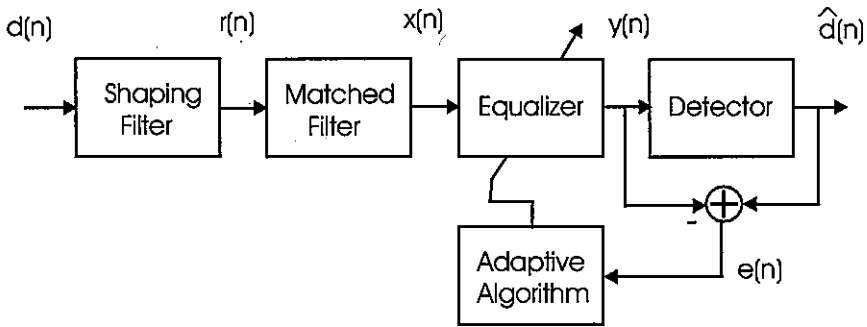 d(n) r(n) x(n) y(n) d̂(n)
Shaping
Filter
Matched
Filter
Equalizer
Detector
+
-
Adaptive
Algorithm
e(n)